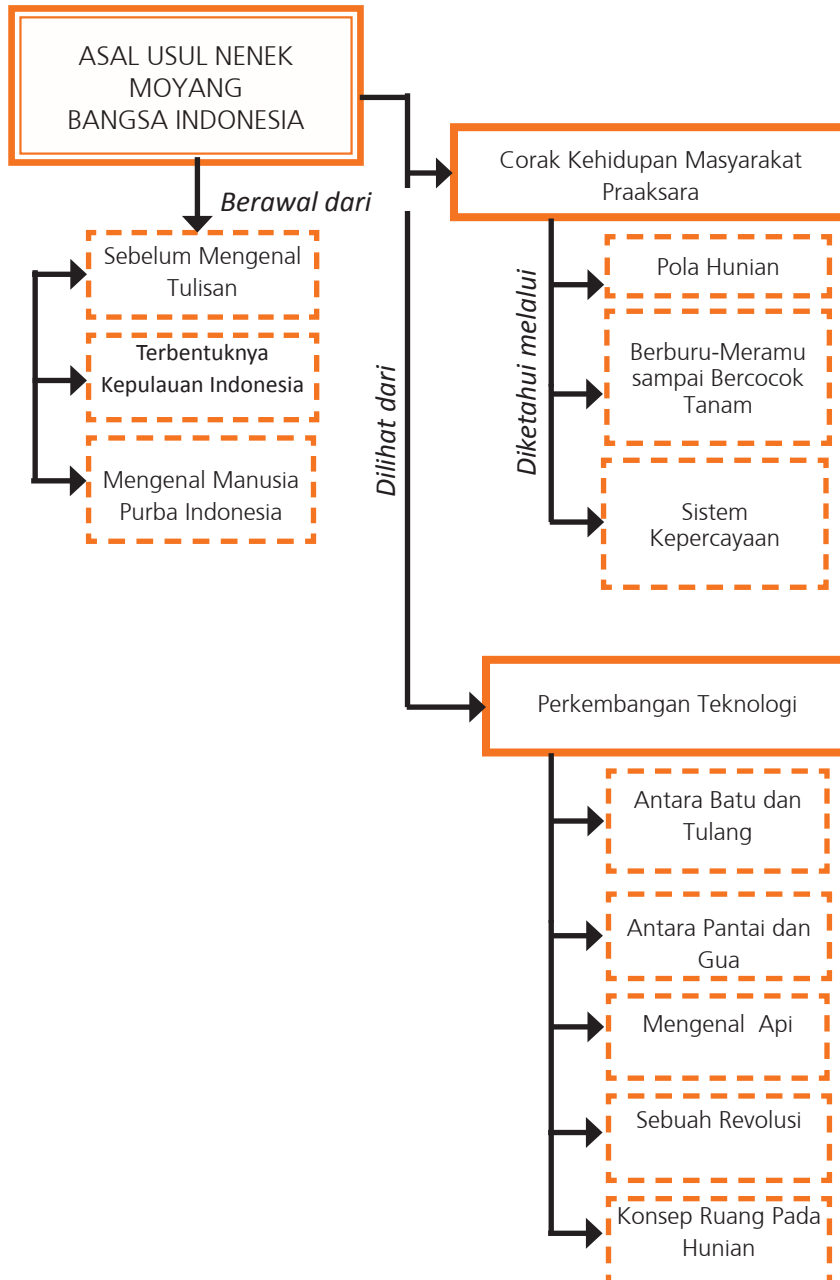 ASAL USUL NENEK
MOYANG
BANGSA INDONESIA
Berawal dari
Sebelum Mengenal
Tulisan
Terbentuknya
Kepulauan Indonesia
Mengenal Manusia
Purba Indonesia
Dilihat dari
Corak Kehidupan Masyarakat
Praaksara
Diketahui melalui
Pola Hunian
Berburu-Meramu
sampai Bercocok
Tanam
Sistem
Kepercayaan
Perkembangan Teknologi
Antara Batu dan
Tulang
Antara Pantai dan
Gua
Mengenal Api
Sebuah Revolusi
Konsep Ruang Pada
Hunian